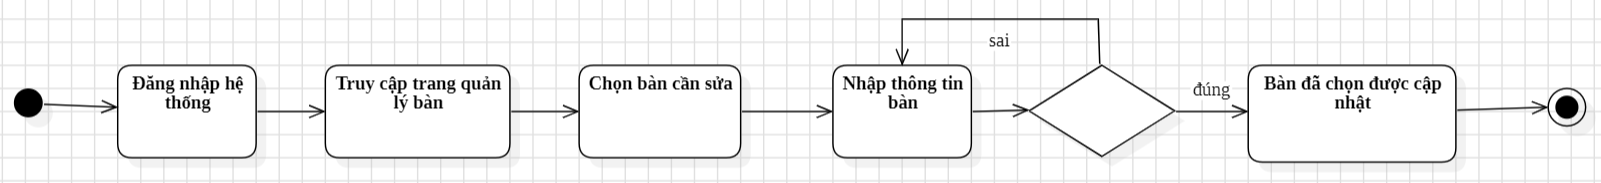 sai
Đăng nhập hệ
thống
Truy cập trang quản
lý bàn
Chọn bàn cần sửa
Nhập thông tin
bàn
đúng
Bàn đã chọn được cập
nhật